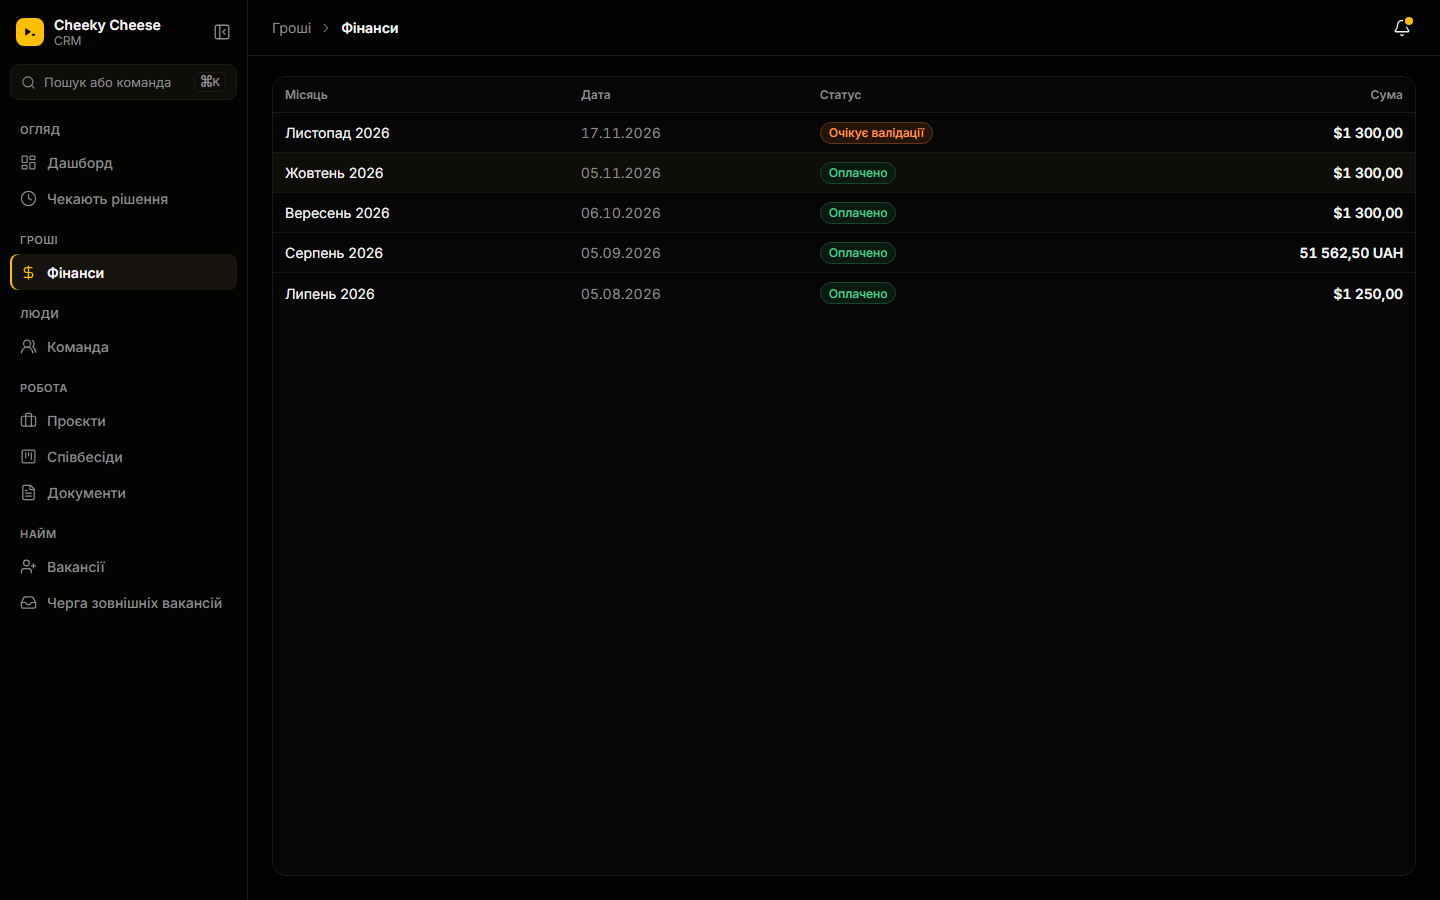 Cheeky Cheese
CRM
Пошук або команда ⌘K
ОГЛЯД
Дашборд
Чекають рішення
ГРОШІ
Фінанси
ЛЮДИ
Команда
РОБОТА
Проєкти
Співбесіди
Документи
НАЙМ
Вакансії
Черга зовнішніх вакансій
Гроші > Фінанси
Місяць Дата Статус Сума
Листопад 2026 17.11.2026 Очікує валідації $1 300,00
Жовтень 2026 05.11.2026 Оплачено $1 300,00
Вересень 2026 06.10.2026 Оплачено $1 300,00
Серпень 2026 05.09.2026 Оплачено 51 562,50 UAH
Липень 2026 05.08.2026 Оплачено $1 250,00